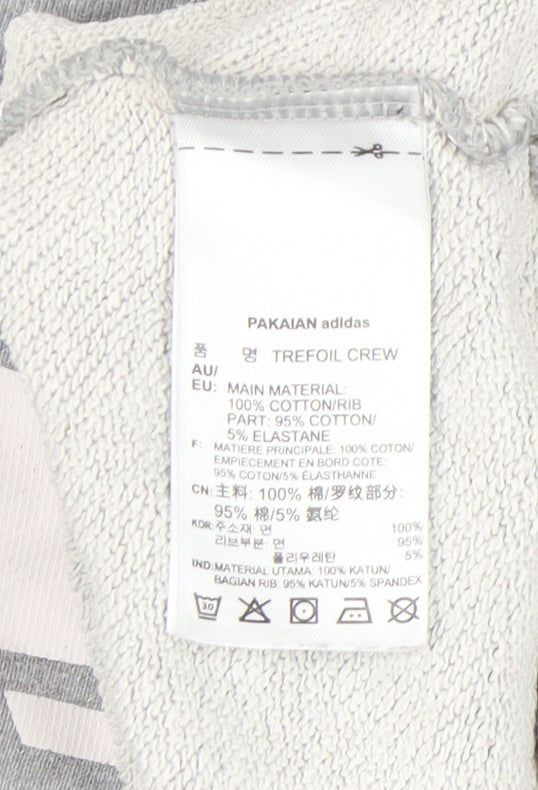 PAKAIAN adidas
품 명 TREFOIL CREW
AU/
EU: MAIN MATERIAL:
100% COTTON/RIB
PART: 95% COTTON/
5% ELASTANE
F: MATIERE PRINCIPALE: 100% COTON/
EMPIECEMENT EN BORD COTE:
95% COTON/5% ELASTHANNE
CN: 主料: 100% 棉/罗纹部分:
95% 棉/5% 氨纶
KOR: 주소재: 면 100%
리브부분: 면 95%
폴리우레탄 5%
IND: MATERIAL UTAMA: 100% KATUN/
BAGIAN RIB: 95% KATUN/5% SPANDEX
30